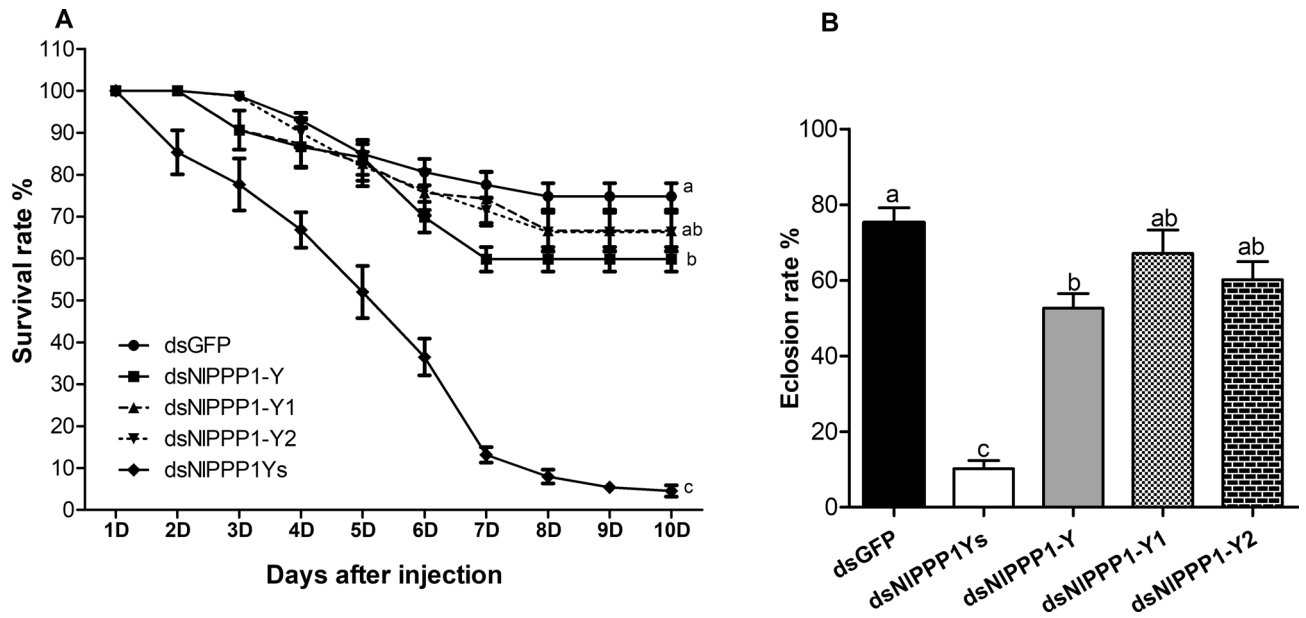 A
110
100
90
80
70
60
50
40
30
20
10
0
Survival rate %
a
ab
b
c
dsGFP
dsNlPPP1-Y
dsNlPPP1-Y1
dsNlPPP1-Y2
dsNlPPP1Ys
1D 2D 3D 4D 5D 6D 7D 8D 9D 10D
Days after injection
B
100
80
60
40
20
0
Eclosion rate %
a
c
b
ab
ab
dsGFP
dsNlPPP1Ys
dsNlPPP1-Y
dsNlPPP1-Y1
dsNlPPP1-Y2